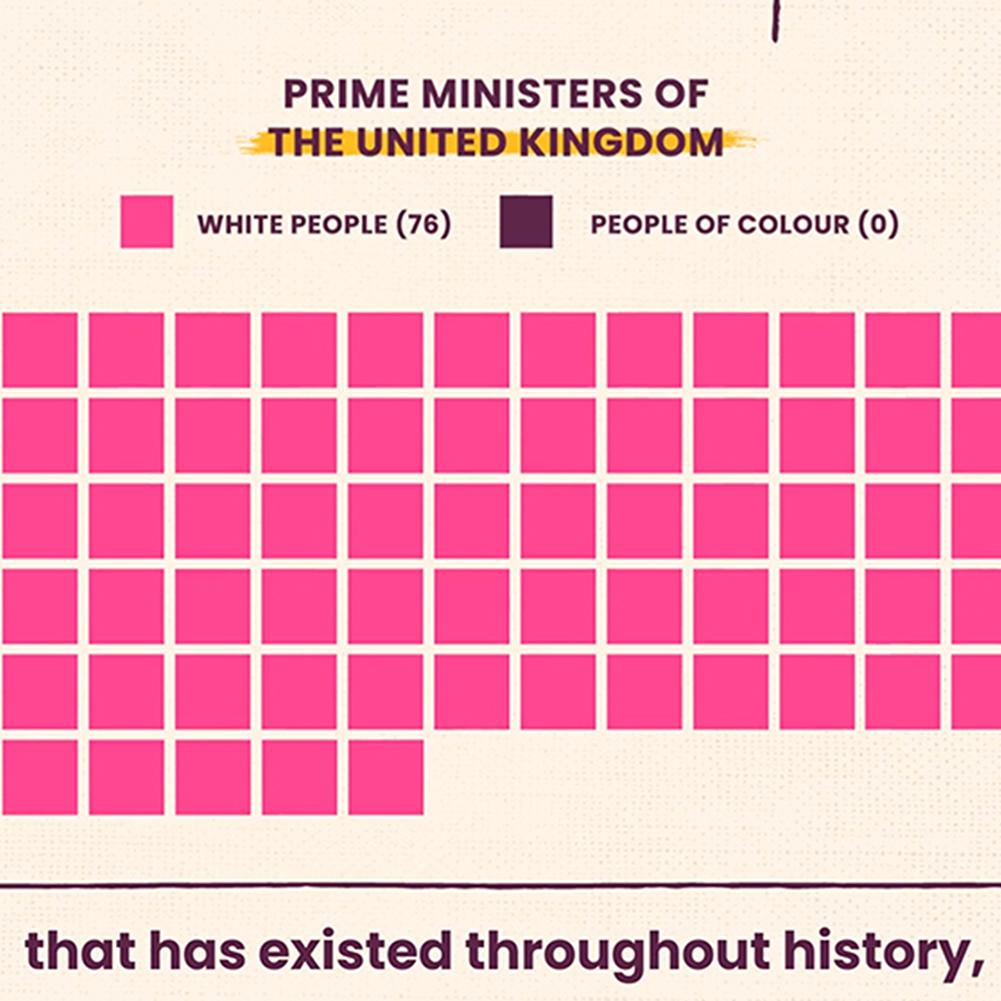 PRIME MINISTERS OF
THE UNITED KINGDOM
WHITE PEOPLE (76) PEOPLE OF COLOUR (0)
that has existed throughout history,